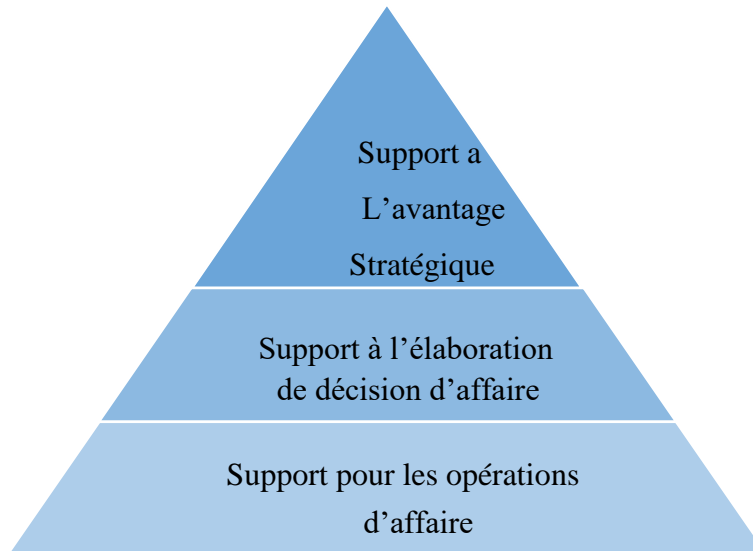 Support a
L’avantage
Stratégique
Support à l’élaboration
de décision d’affaire
Support pour les opérations
d’affaire